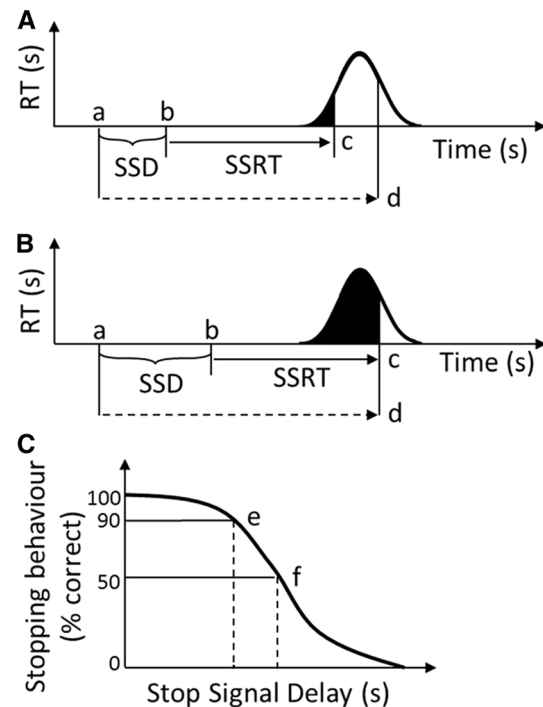 A
RT (s)
a b
c
SSD
SSRT
Time (s)
d
B
RT (s)
a b
c
SSD
SSRT
Time (s)
d
C
Stopping behaviour
(% correct)
100
90
e
50
f
0
Stop Signal Delay (s)